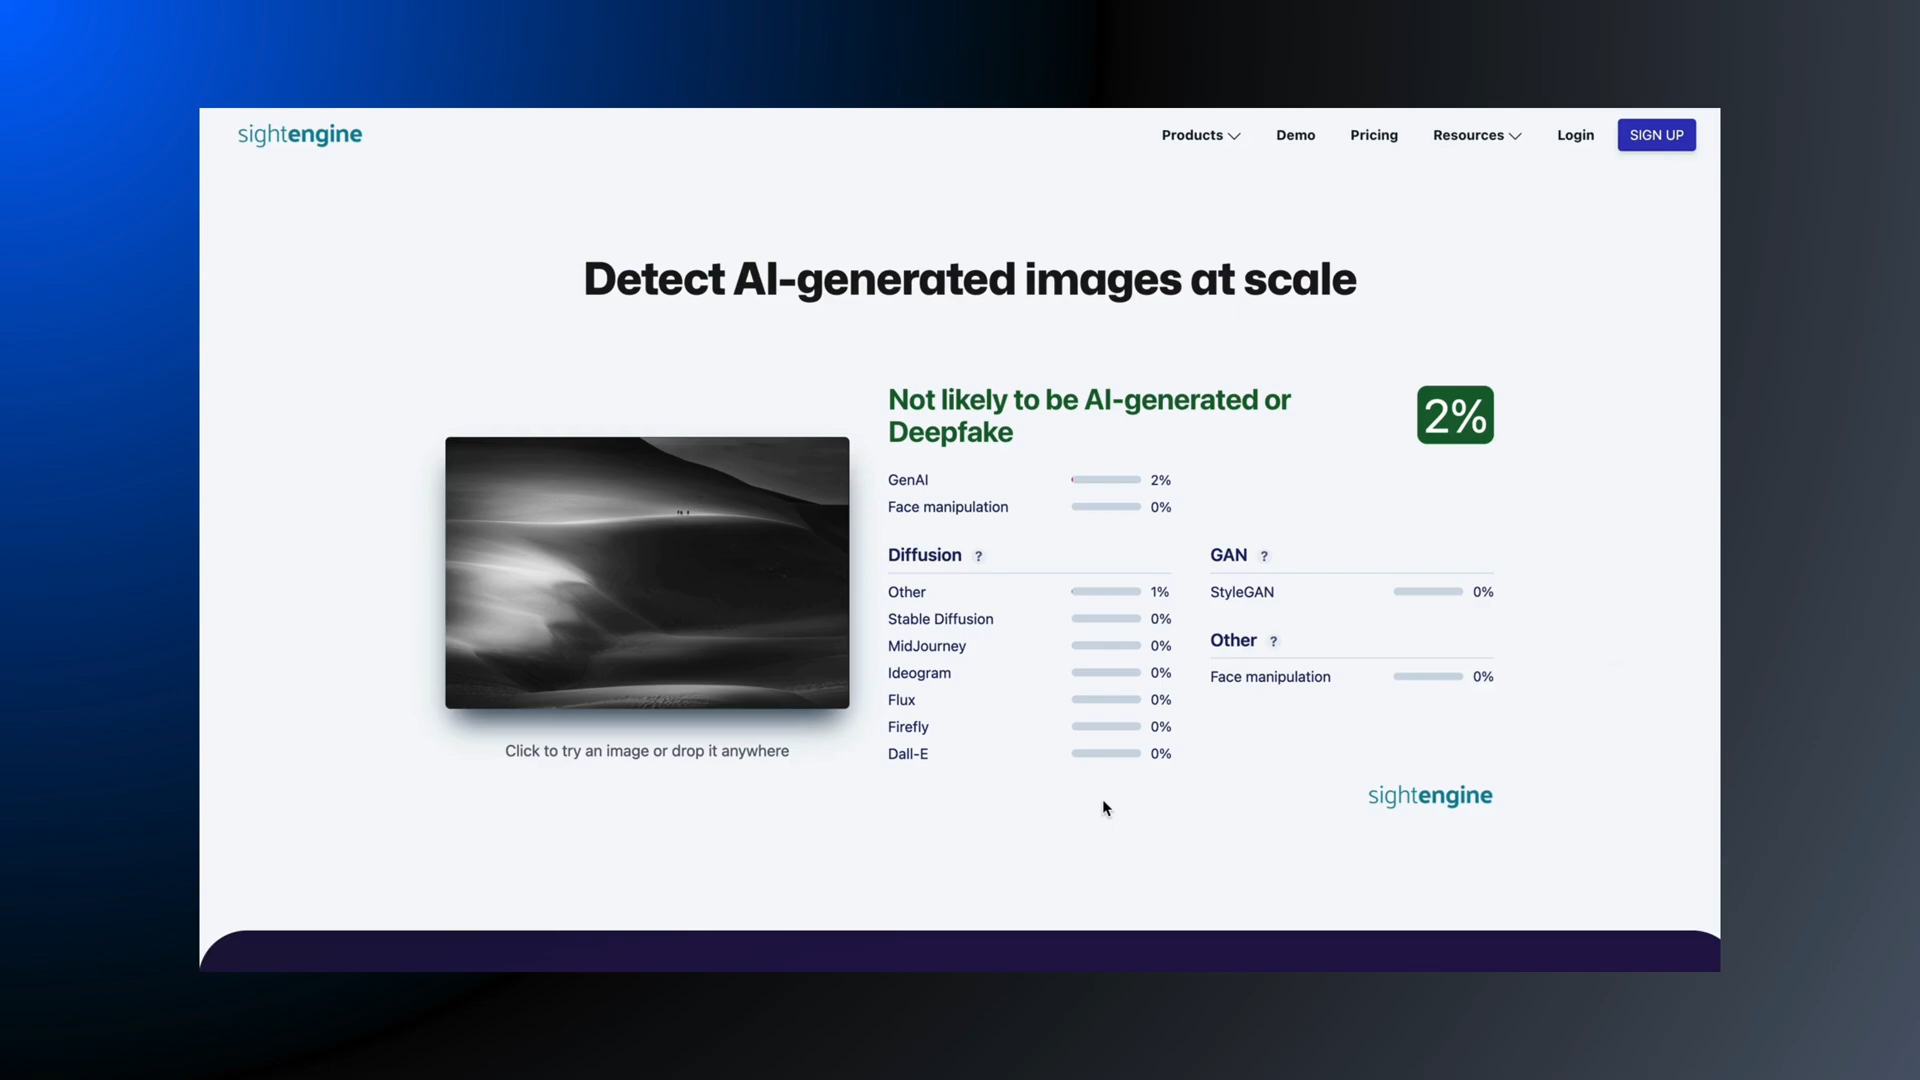 sightengine
Products
Demo
Pricing
Resources
Login
SIGN UP
Detect AI-generated images at scale
Not likely to be AI-generated or
Deepfake
2%
GenAI 2%
Face manipulation 0%
Diffusion ?
Other 1%
Stable Diffusion 0%
MidJourney 0%
Ideogram 0%
Flux 0%
Firefly 0%
Dall-E 0%
GAN ?
StyleGAN 0%
Other ?
Face manipulation 0%
Click to try an image or drop it anywhere
sightengine